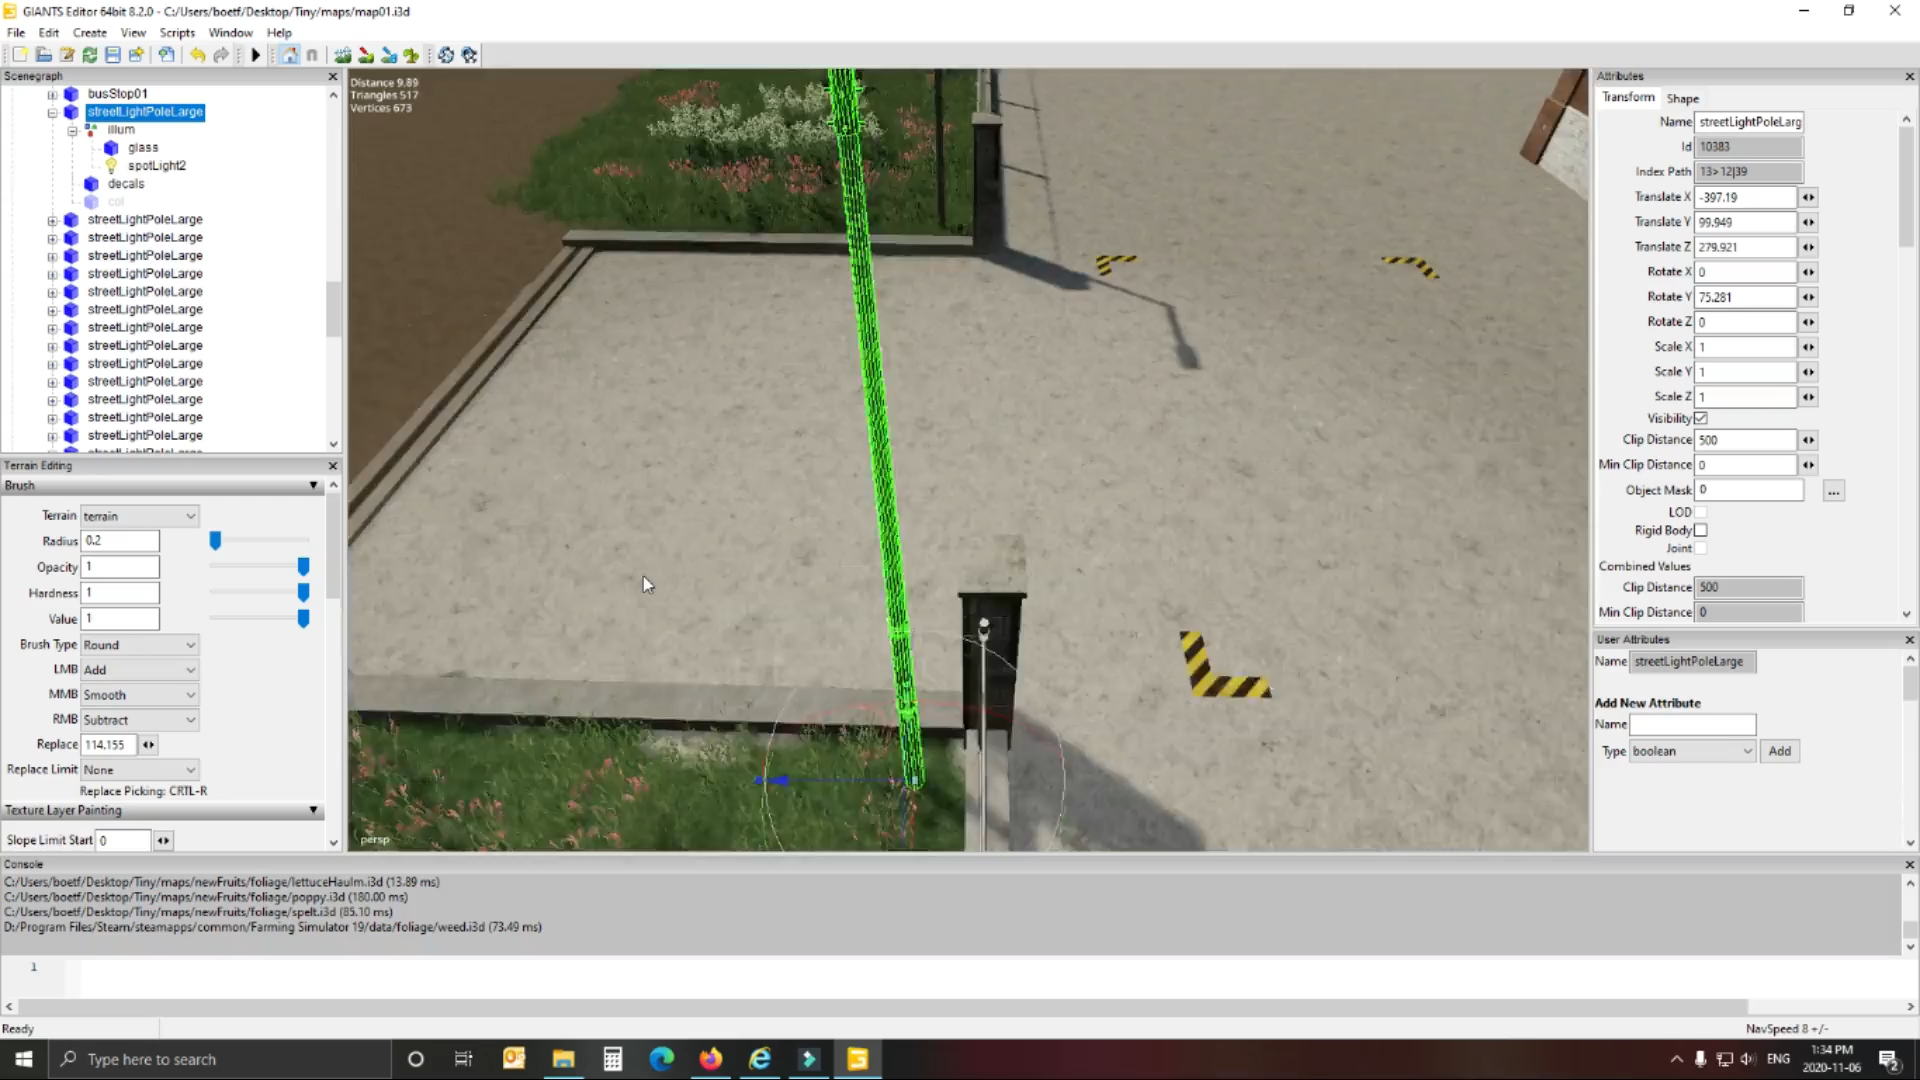 GIANTS Editor 64bit 8.2.0 - C:/Users/boetf/Desktop/Tiny/maps/map01.i3d
File Edit Create View Scripts Window Help
Scenegraph
busStop01
streetLightPoleLarge
illum
glass
spotLight2
decals
col
streetLightPoleLarge
streetLightPoleLarge
streetLightPoleLarge
streetLightPoleLarge
streetLightPoleLarge
streetLightPoleLarge
streetLightPoleLarge
streetLightPoleLarge
streetLightPoleLarge
streetLightPoleLarge
streetLightPoleLarge
streetLightPoleLarge
streetLightPoleLarge
Terrain Editing
Brush
Terrain terrain
Radius 0.2
Opacity 1
Hardness 1
Value 1
Brush Type Round
LMB Add
MMB Smooth
RMB Subtract
Replace 114.155
Replace Limit None
Replace Picking: CRTL-R
Texture Layer Painting
Slope Limit Start 0
Distance 9.89
Triangles 517
Vertices 673
persp
Attributes
Transform Shape
Name streetLightPoleLarg
Id 10383
Index Path 13>12|39
Translate X -397.19
Translate Y 99.949
Translate Z 279.921
Rotate X 0
Rotate Y 75.281
Rotate Z 0
Scale X 1
Scale Y 1
Scale Z 1
Visibility
Clip Distance 500
Min Clip Distance 0
Object Mask 0 ...
LOD
Rigid Body
Joint
Combined Values
Clip Distance 500
Min Clip Distance 0
User Attributes
Name streetLightPoleLarge
Add New Attribute
Name
Type boolean Add
Console
C:/Users/boetf/Desktop/Tiny/maps/newFruits/foliage/lettuceHaulm.i3d (13.89 ms)
C:/Users/boetf/Desktop/Tiny/maps/newFruits/foliage/poppy.i3d (180.00 ms)
C:/Users/boetf/Desktop/Tiny/maps/newFruits/foliage/spelt.i3d (85.10 ms)
D:/Program Files/Steam/steamapps/common/Farming Simulator 19/data/foliage/weed.i3d (73.49 ms)
1
Ready NavSpeed 8 +/-
Type here to search
ENG
1:34 PM
2020-11-06
2